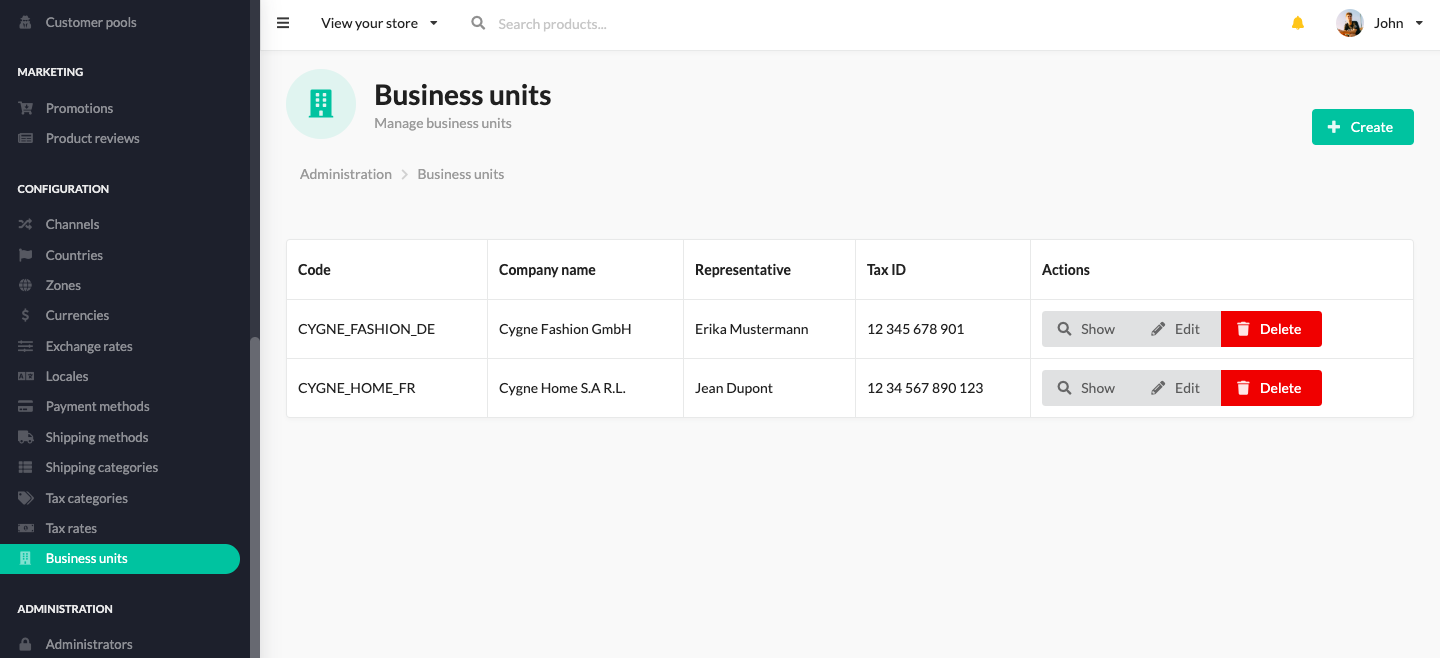 Customer pools
MARKETING
Promotions
Product reviews
CONFIGURATION
Channels
Countries
Zones
Currencies
Exchange rates
Locales
Payment methods
Shipping methods
Shipping categories
Tax categories
Tax rates
Business units
ADMINISTRATION
Administrators
View your store
Search products...
John
Business units
Manage business units
Create
Administration Business units
Code Company name Representative Tax ID Actions
CYGNE_FASHION_DE Cygne Fashion GmbH Erika Mustermann 12 345 678 901 Show Edit Delete
CYGNE_HOME_FR Cygne Home S.A R.L. Jean Dupont 12 34 567 890 123 Show Edit Delete